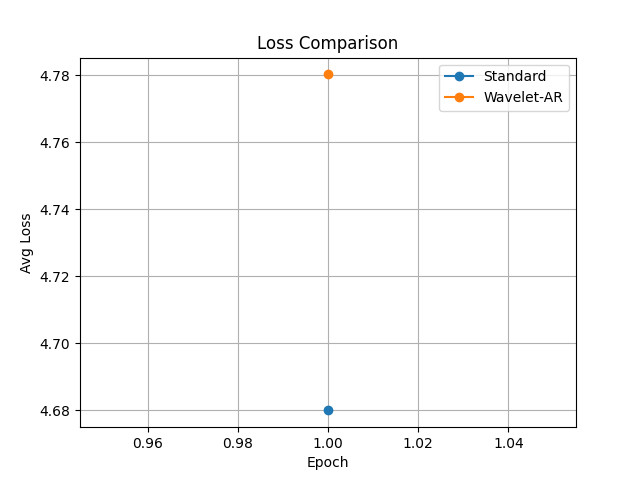 Loss Comparison
Standard
Wavelet-AR
4.78
4.76
4.74
4.72
4.70
4.68
Avg Loss
0.96 0.98 1.00 1.02 1.04
Epoch